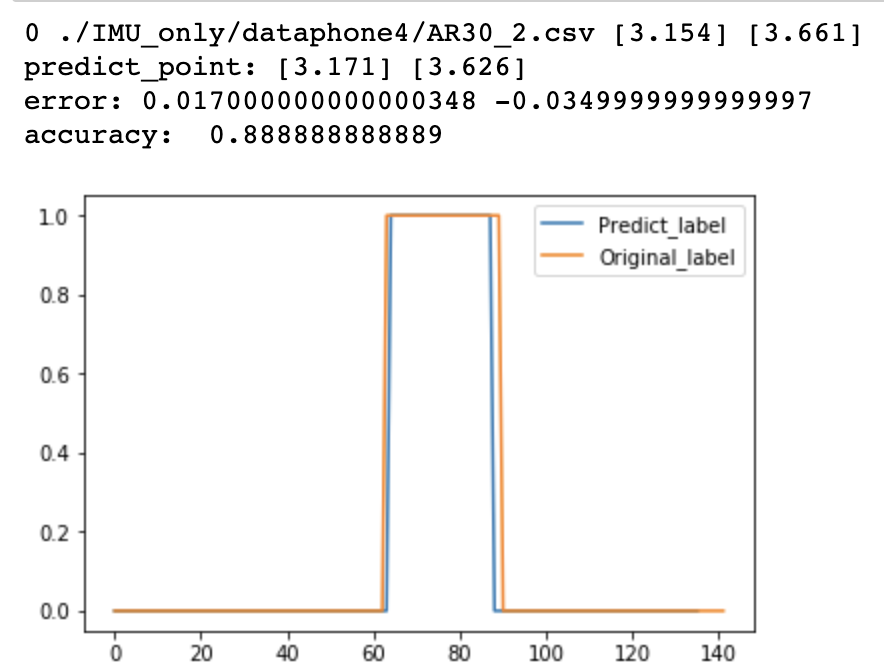 0 ./IMU_only/dataphone4/AR30_2.csv [3.154] [3.661]
predict_point: [3.171] [3.626]
error: 0.017000000000000348 -0.0349999999999997
accuracy:  0.888888888889
1.0
0.8
0.6
0.4
0.2
0.0
Predict_label
Original_label
0 20 40 60 80 100 120 140